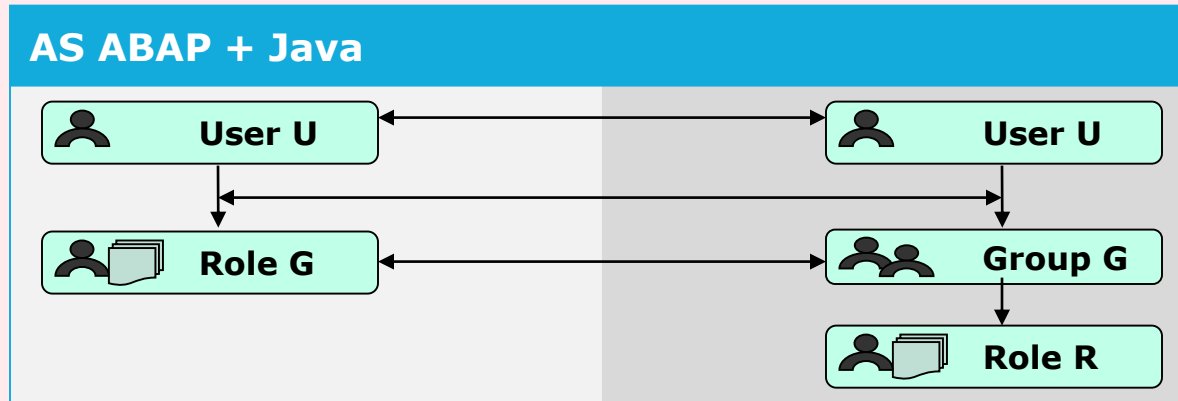 AS ABAP + Java
User U
User U
Role G
Group G
Role R